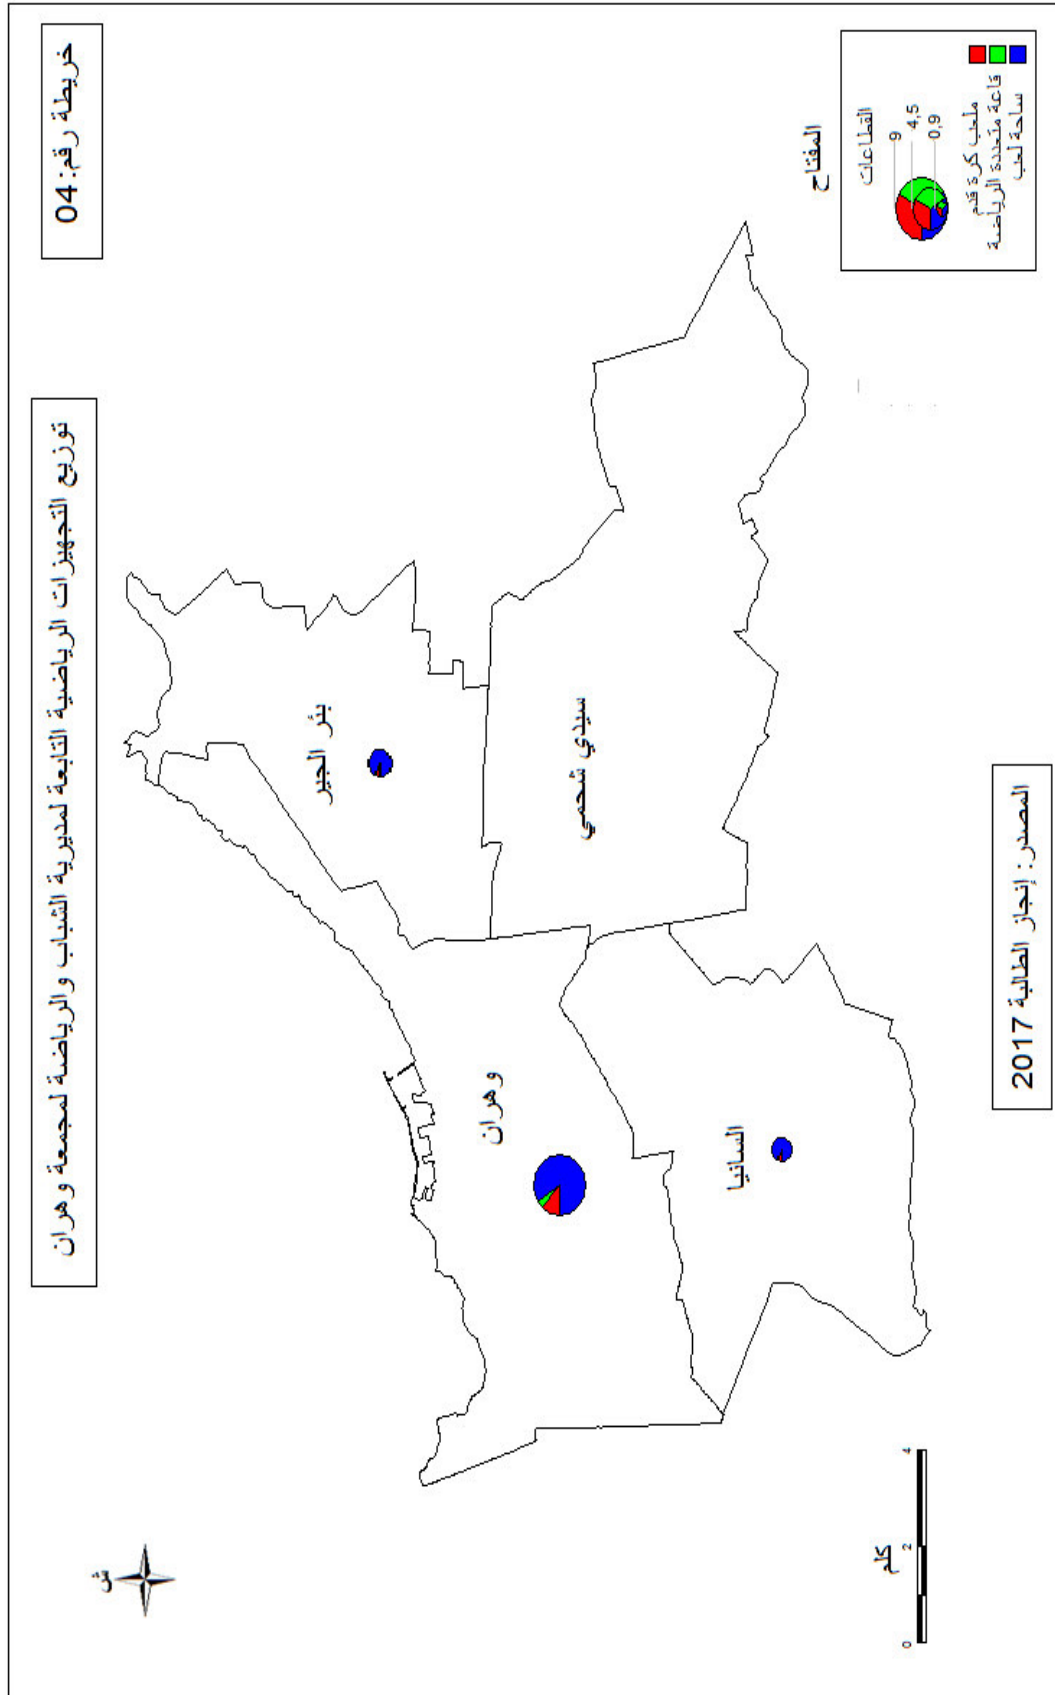 خريطة رقم: 04
توزيع التجهيزات الرياضية التابعة لمديرية الشباب والرياضة لمجمعة وهران
ش
بئر الجير
وهران
سيدي شحمي
السانيا
المفتاح
القطاعات
9
4,5
0,9
ملعب كرة قدم
قاعة متعددة الرياضة
ساحة لعب
كلم
0 2 4
المصدر: إنجاز الطالبة 2017